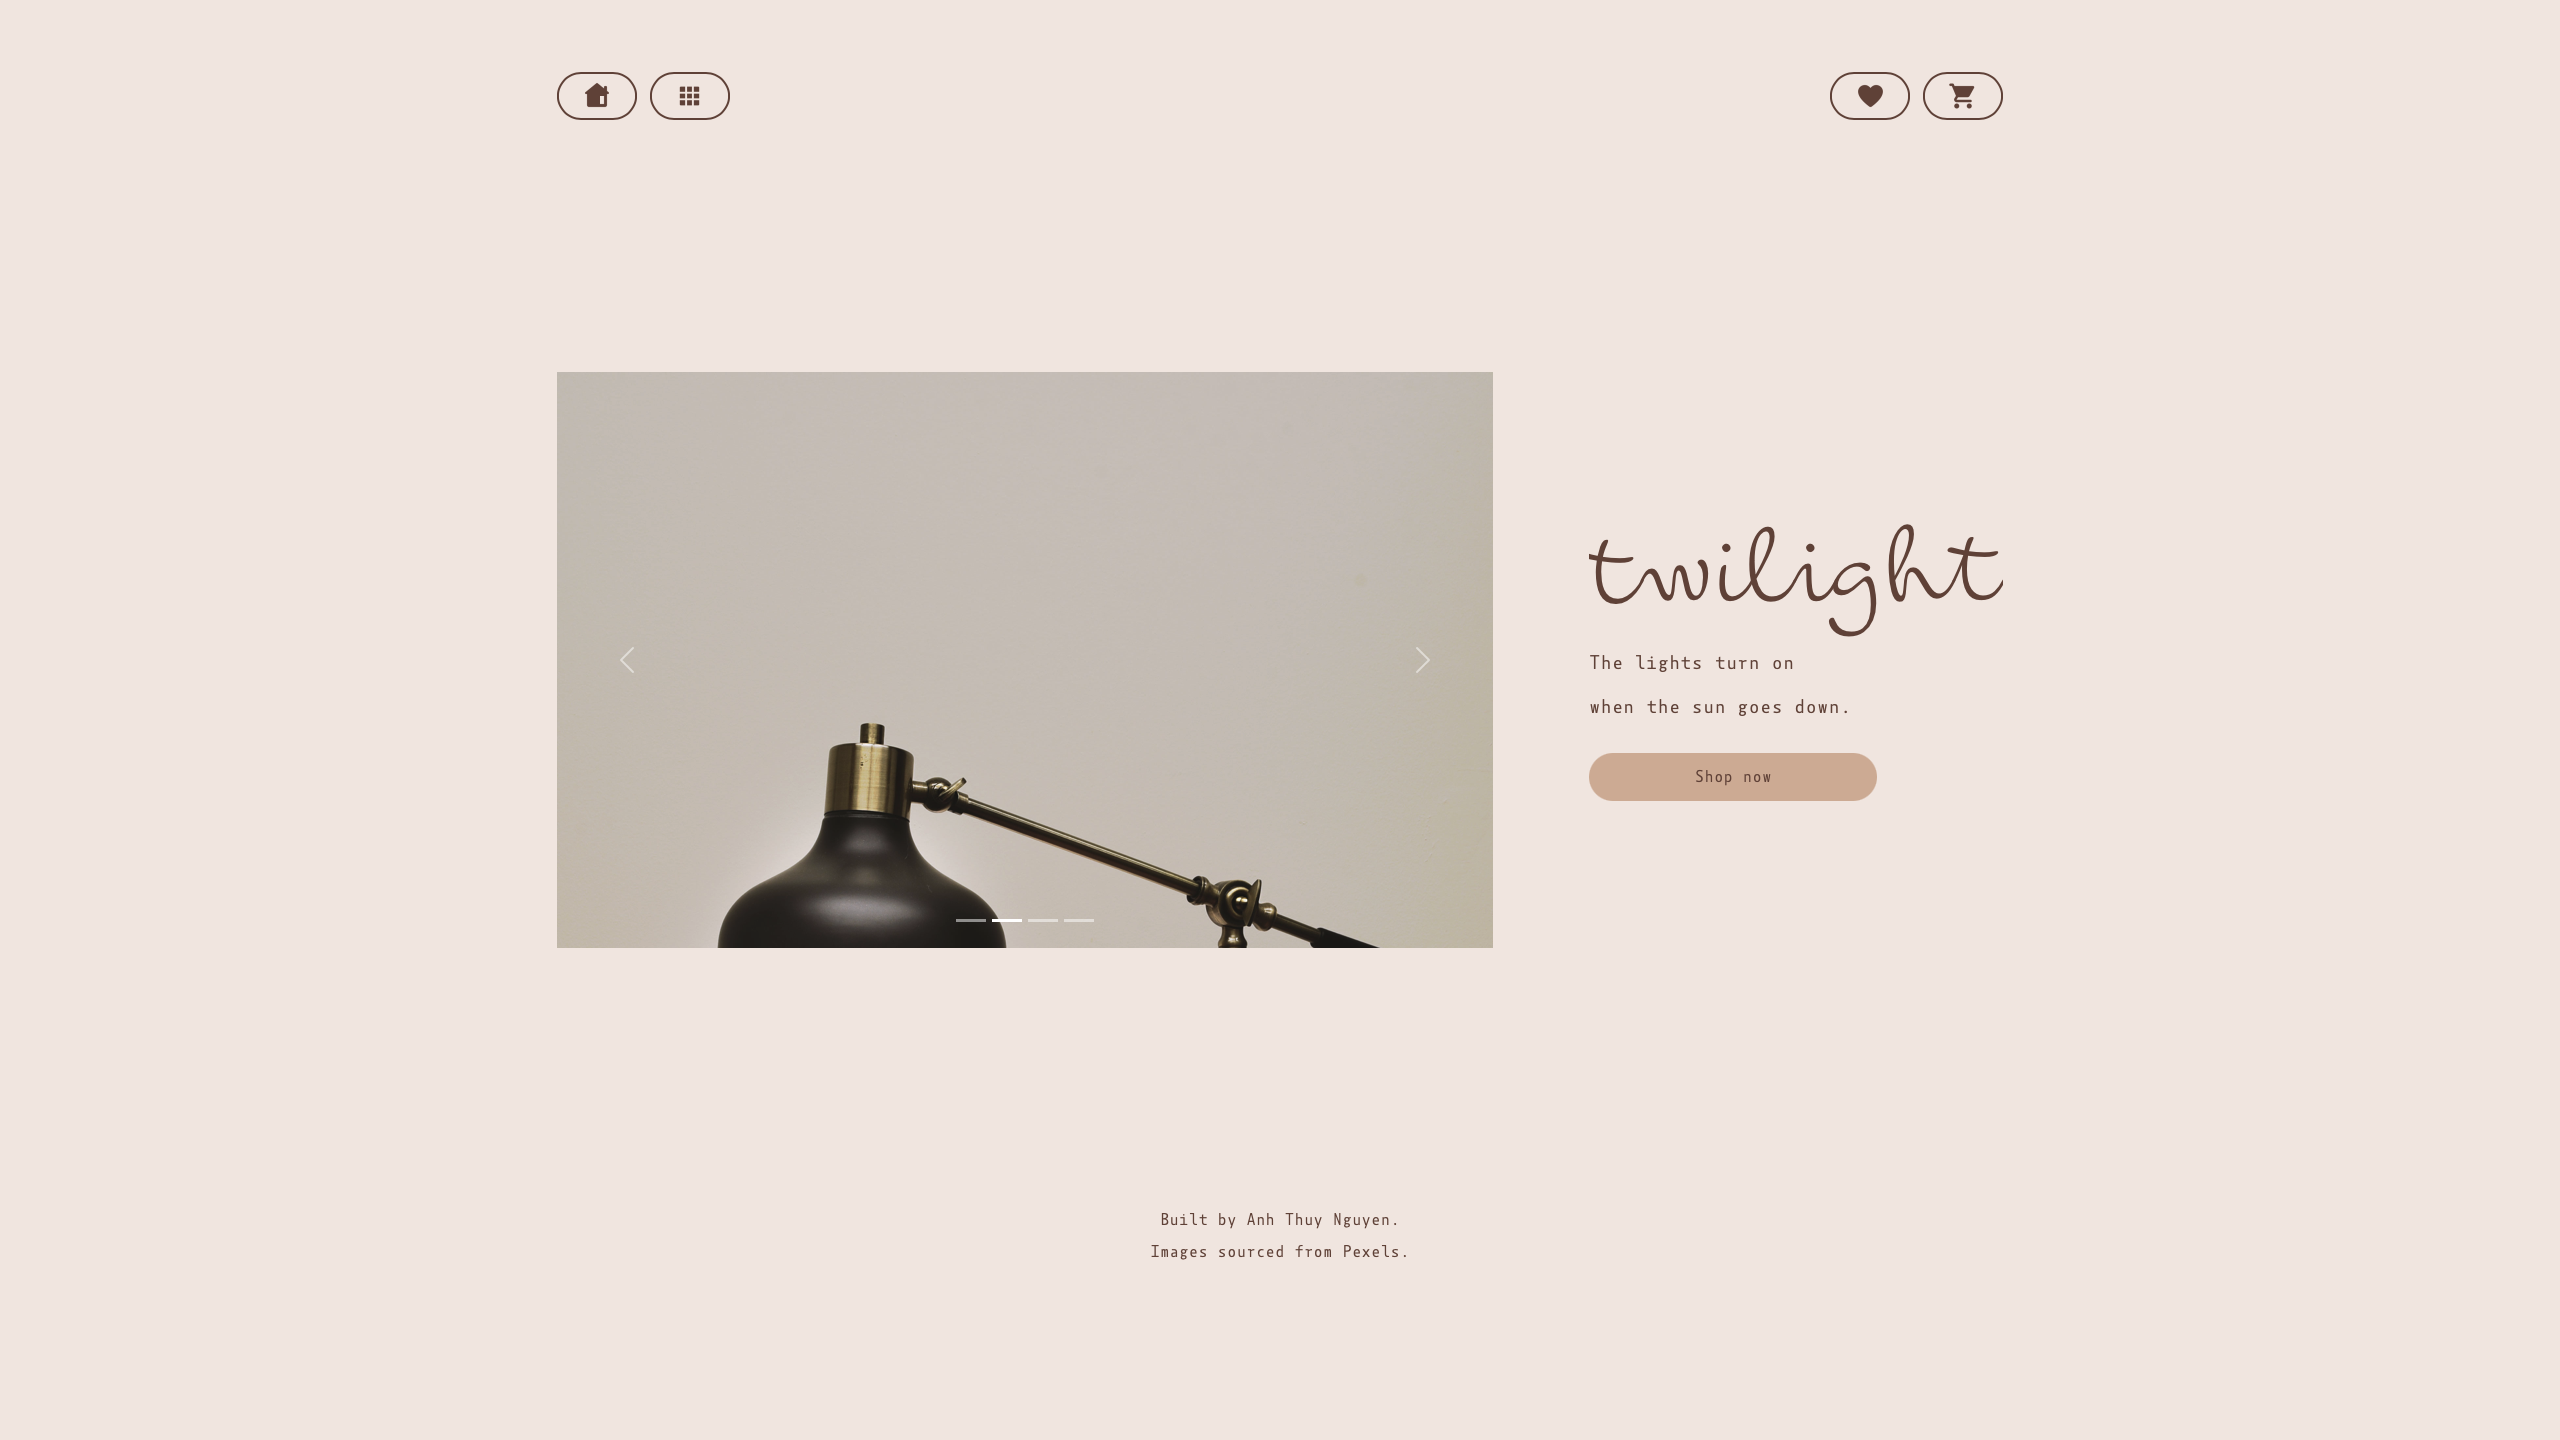 twilight
The lights turn on
when the sun goes down.
Shop now
Built by Anh Thuy Nguyen.
Images sourced from Pexels.